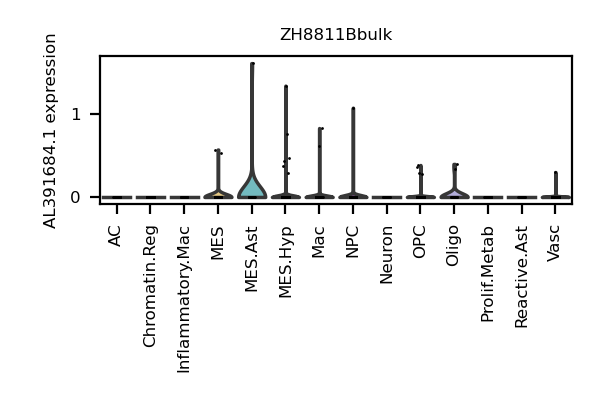 ZH8811Bbulk
AL391684.1 expression
1
0
AC
Chromatin.Reg
Inflammatory.Mac
MES
MES.Ast
MES.Hyp
Mac
NPC
Neuron
OPC
Oligo
Prolif.Metab
Reactive.Ast
Vasc